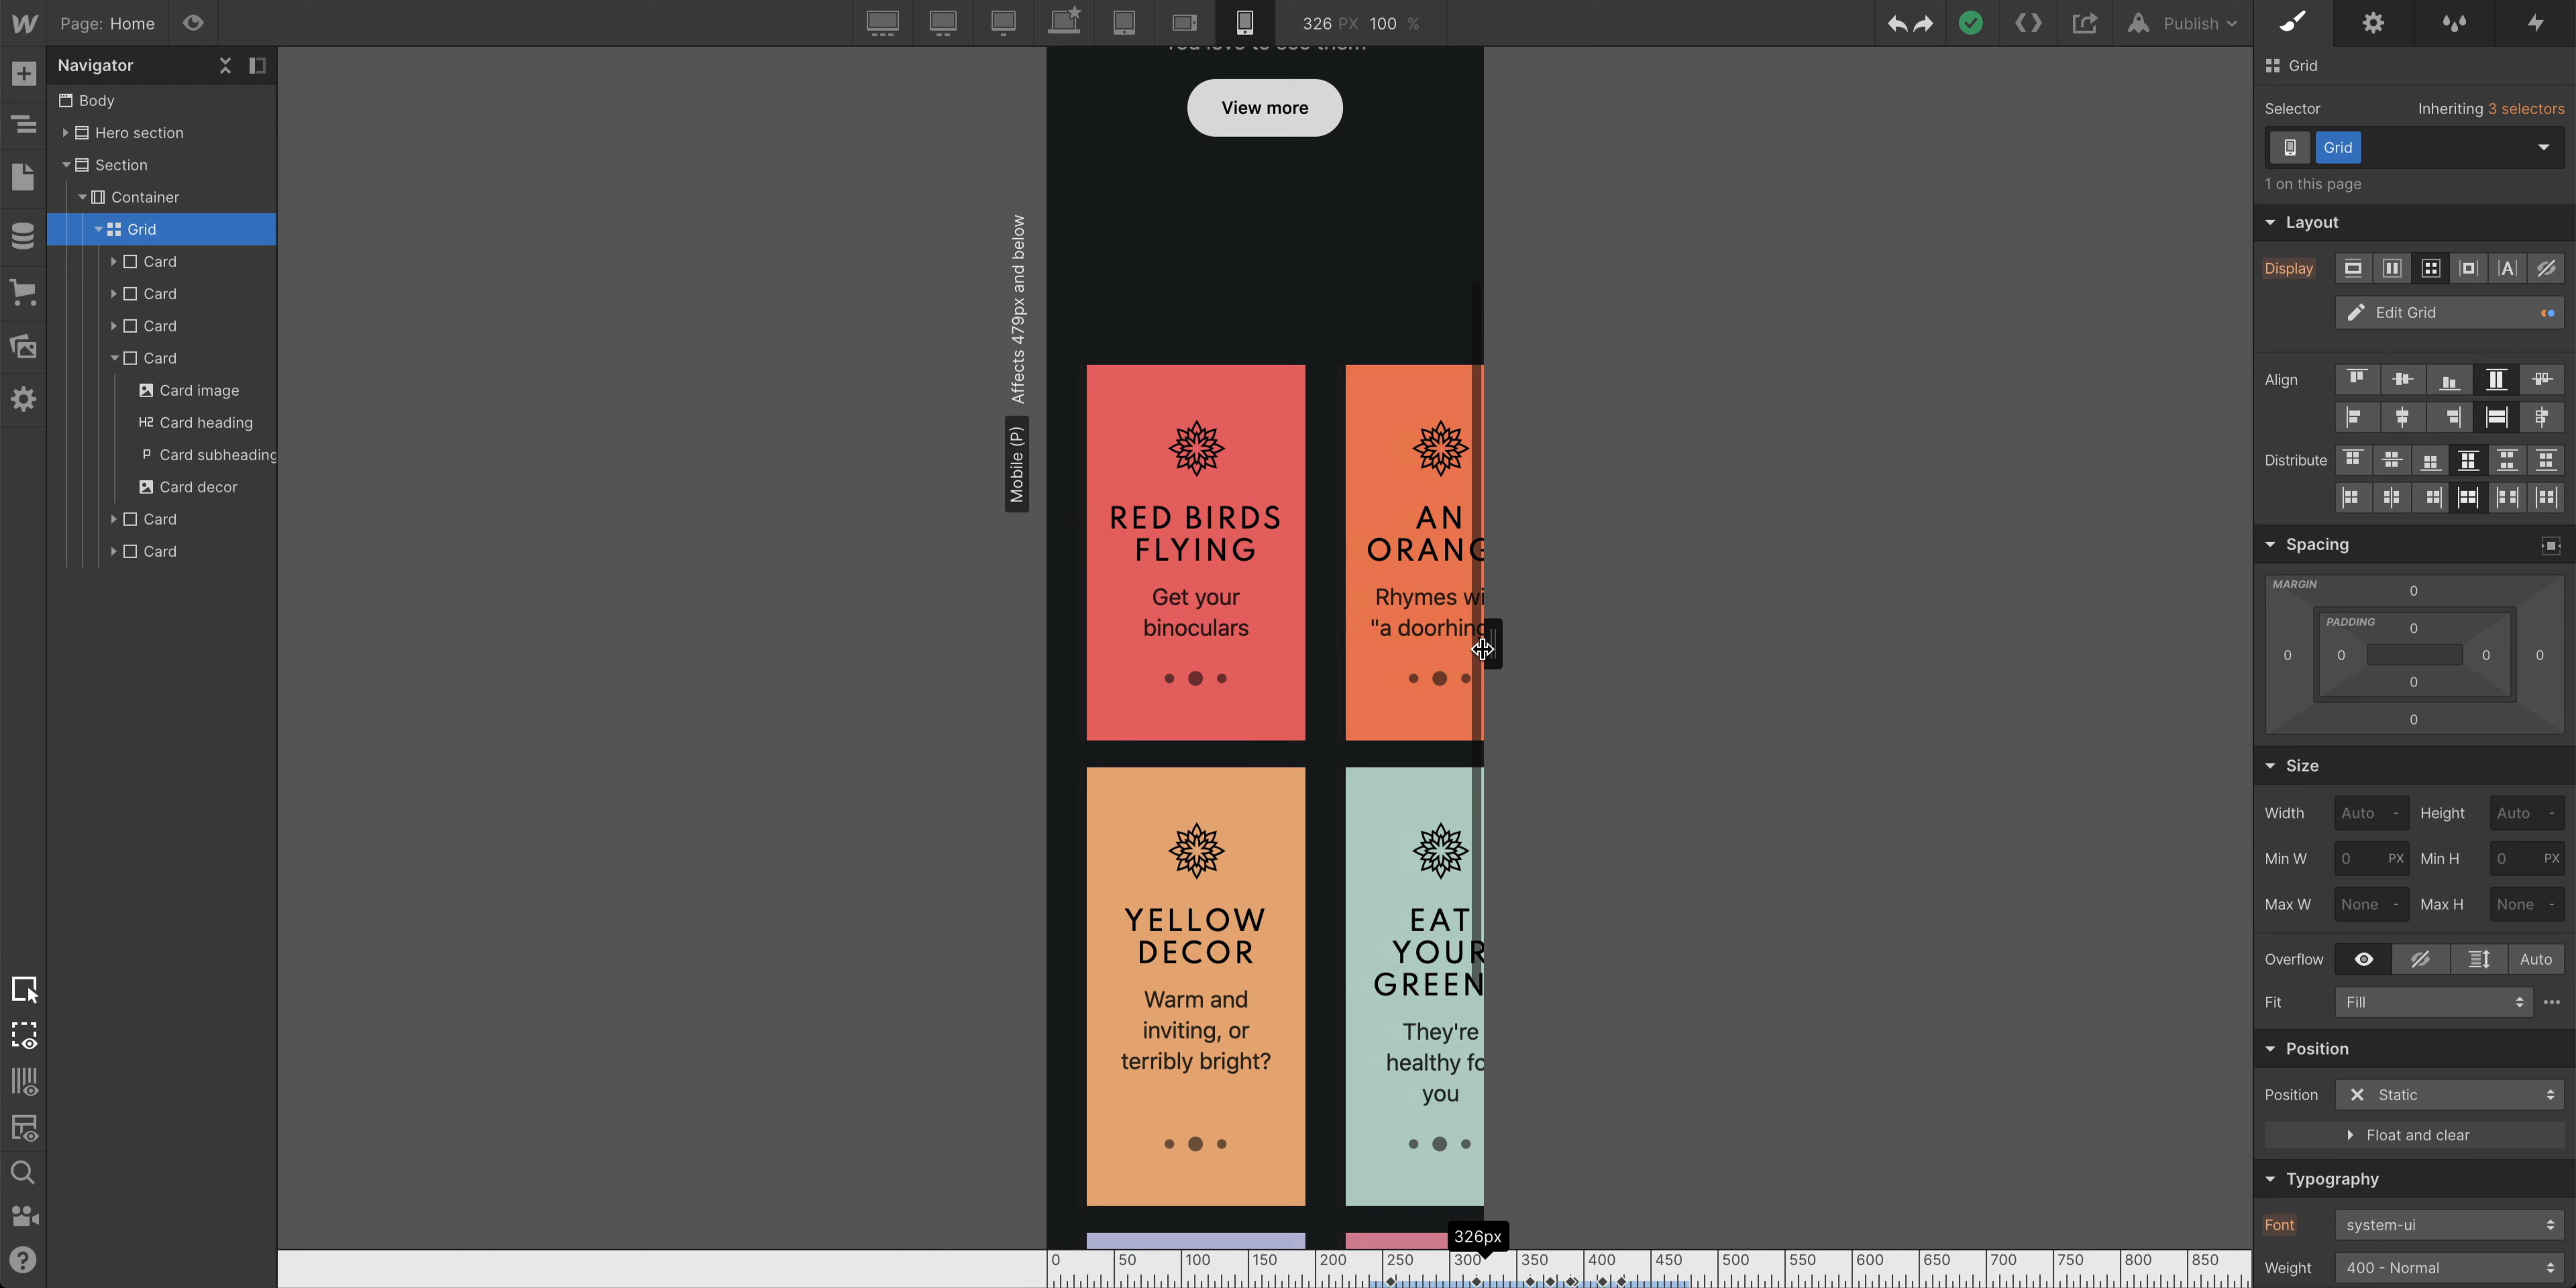 Page: Home
326 PX 100 %
Publish
Navigator
Body
Hero section
Section
Container
Grid
Card
Card
Card
Card
Card image
H2 Card heading
P Card subheading
Card decor
Card
Card
You love to see them
View more
Affects 479px and below
Mobile (P)
RED BIRDS
FLYING
Get your
binoculars
AN
ORANG
Rhymes wi
"a doorhing
YELLOW
DECOR
Warm and
inviting, or
terribly bright?
EAT
YOUR
GREEN
They're
healthy fo
you
326px
0 50 100 150 200 250 300 350 400 450 500 550 600 650 700 750 800 850
Grid
Selector Inheriting 3 selectors
Grid
1 on this page
Layout
Display
Edit Grid
Align
Distribute
Spacing
MARGIN
0
PADDING
0
0 0 0 0
0
0
Size
Width Auto - Height Auto -
Min W 0 PX Min H 0 PX
Max W None - Max H None -
Overflow Auto
Fit Fill
Position
Position Static
Float and clear
Typography
Font system-ui
Weight 400 - Normal